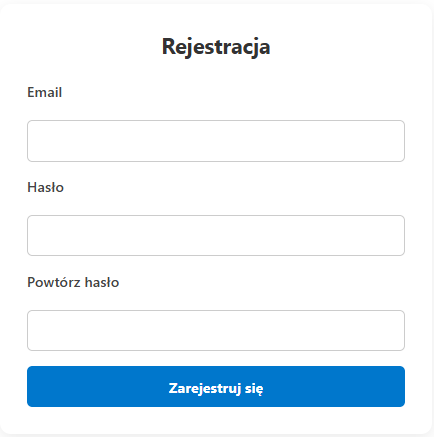 Rejestracja
Email
Hasło
Powtórz hasło
Zarejestruj się